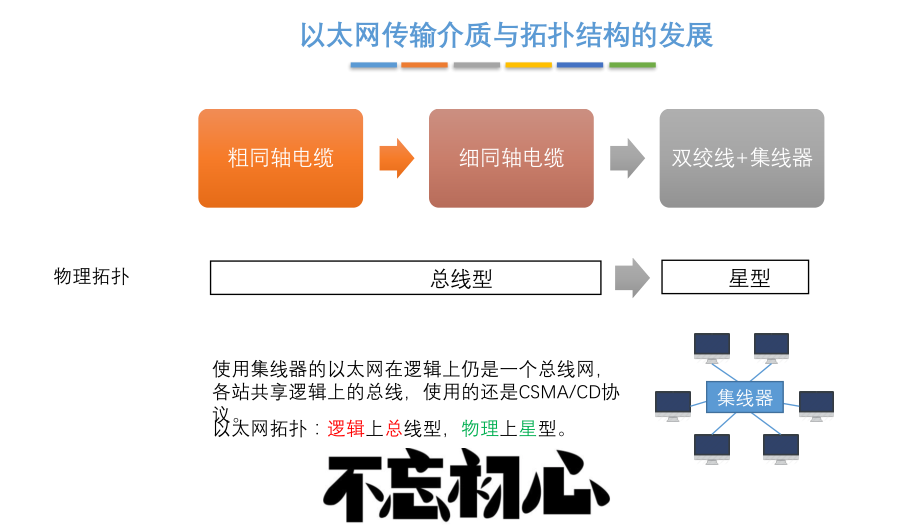 以太网传输介质与拓扑结构的发展
粗同轴电缆
细同轴电缆
双绞线+集线器
物理拓扑
总线型
星型
使用集线器的以太网在逻辑上仍是一个总线网，
各站共享逻辑上的总线，使用的还是CSMA/CD协
议。
以太网拓扑：逻辑上总线型，物理上星型。
集线器
不忘初心